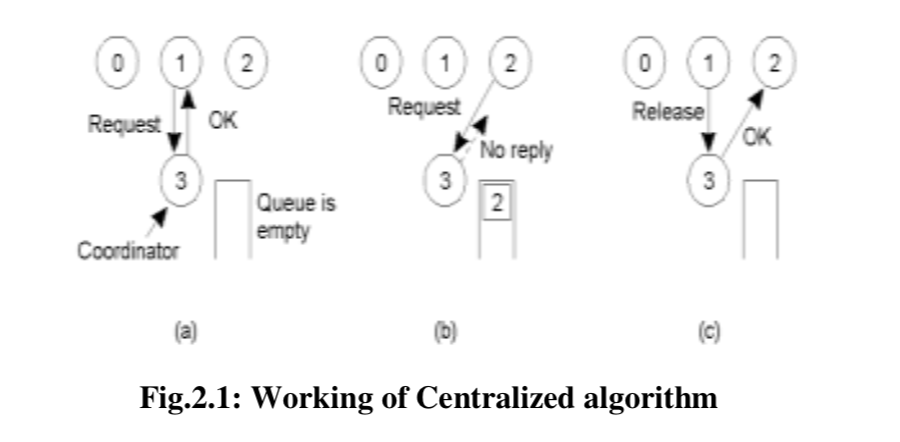 0 1 2
Request OK
3
Queue is
empty
Coordinator
(a)
0 1 2
Request
No reply
3
2
(b)
0 1 2
Release
OK
3
(c)
Fig.2.1: Working of Centralized algorithm